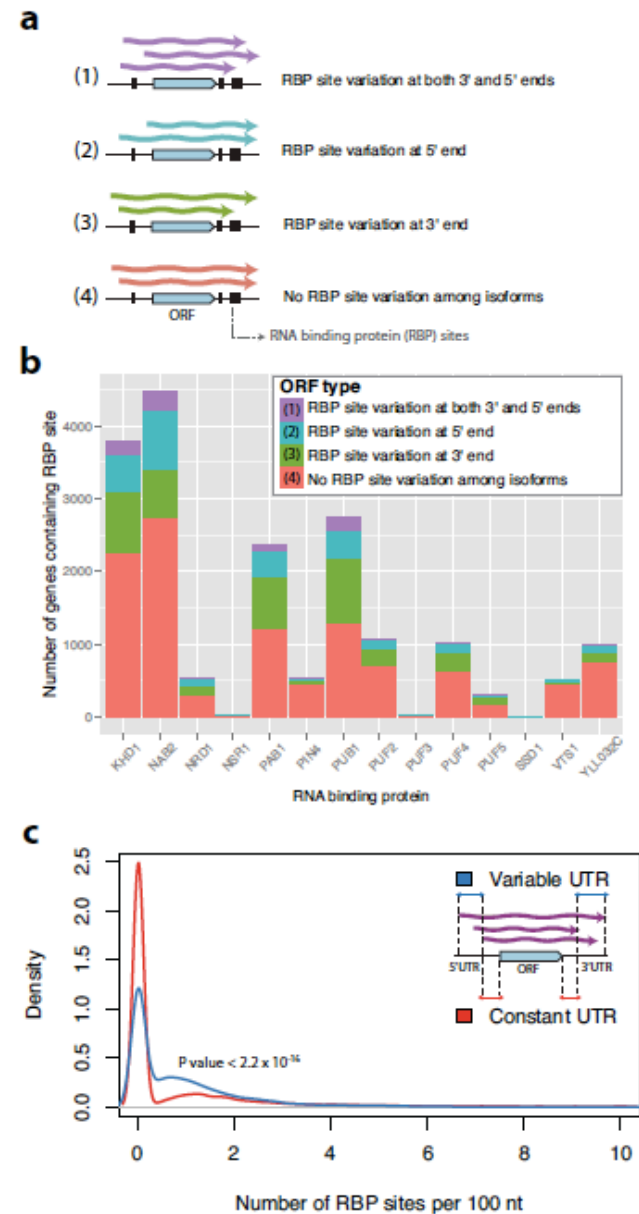 a
(1) RBP site variation at both 3' and 5' ends
(2) RBP site variation at 5' end
(3) RBP site variation at 3' end
(4) No RBP site variation among isoforms
ORF
RNA binding protein (RBP) sites
b
ORF type
(1) RBP site variation at both 3' and 5' ends
(2) RBP site variation at 5' end
(3) RBP site variation at 3' end
(4) No RBP site variation among isoforms
Number of genes containing RBP site
4000
3000
2000
1000
0
KHD1 NAB2 NRD1 NSR1 PAB1 PIN4 PUB1 PUF2 PUF3 PUF4 PUF5 SSD1 VTS1 YLL032C
RNA binding protein
c
Density
2.5
2.0
1.5
1.0
0.5
0.0
Variable UTR
5'UTR ORF 3'UTR
Constant UTR
P value < 2.2 x 10⁻¹⁶
0 2 4 6 8 10
Number of RBP sites per 100 nt